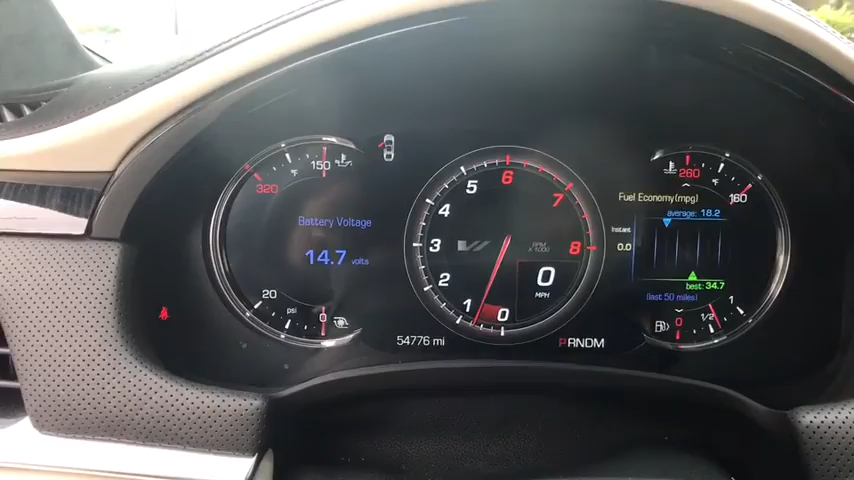 150
°F
320
Battery Voltage
14.7 volts
20
psi
0
5
6
4
7
3
V
RPM
X1000
8
2
0
MPH
1
0
54776 mi
PRNDM
260
°F
160
Fuel Economy(mpg)
average: 18.2
Instant
0.0
best: 34.7
(last 50 miles)
0
1/2
1